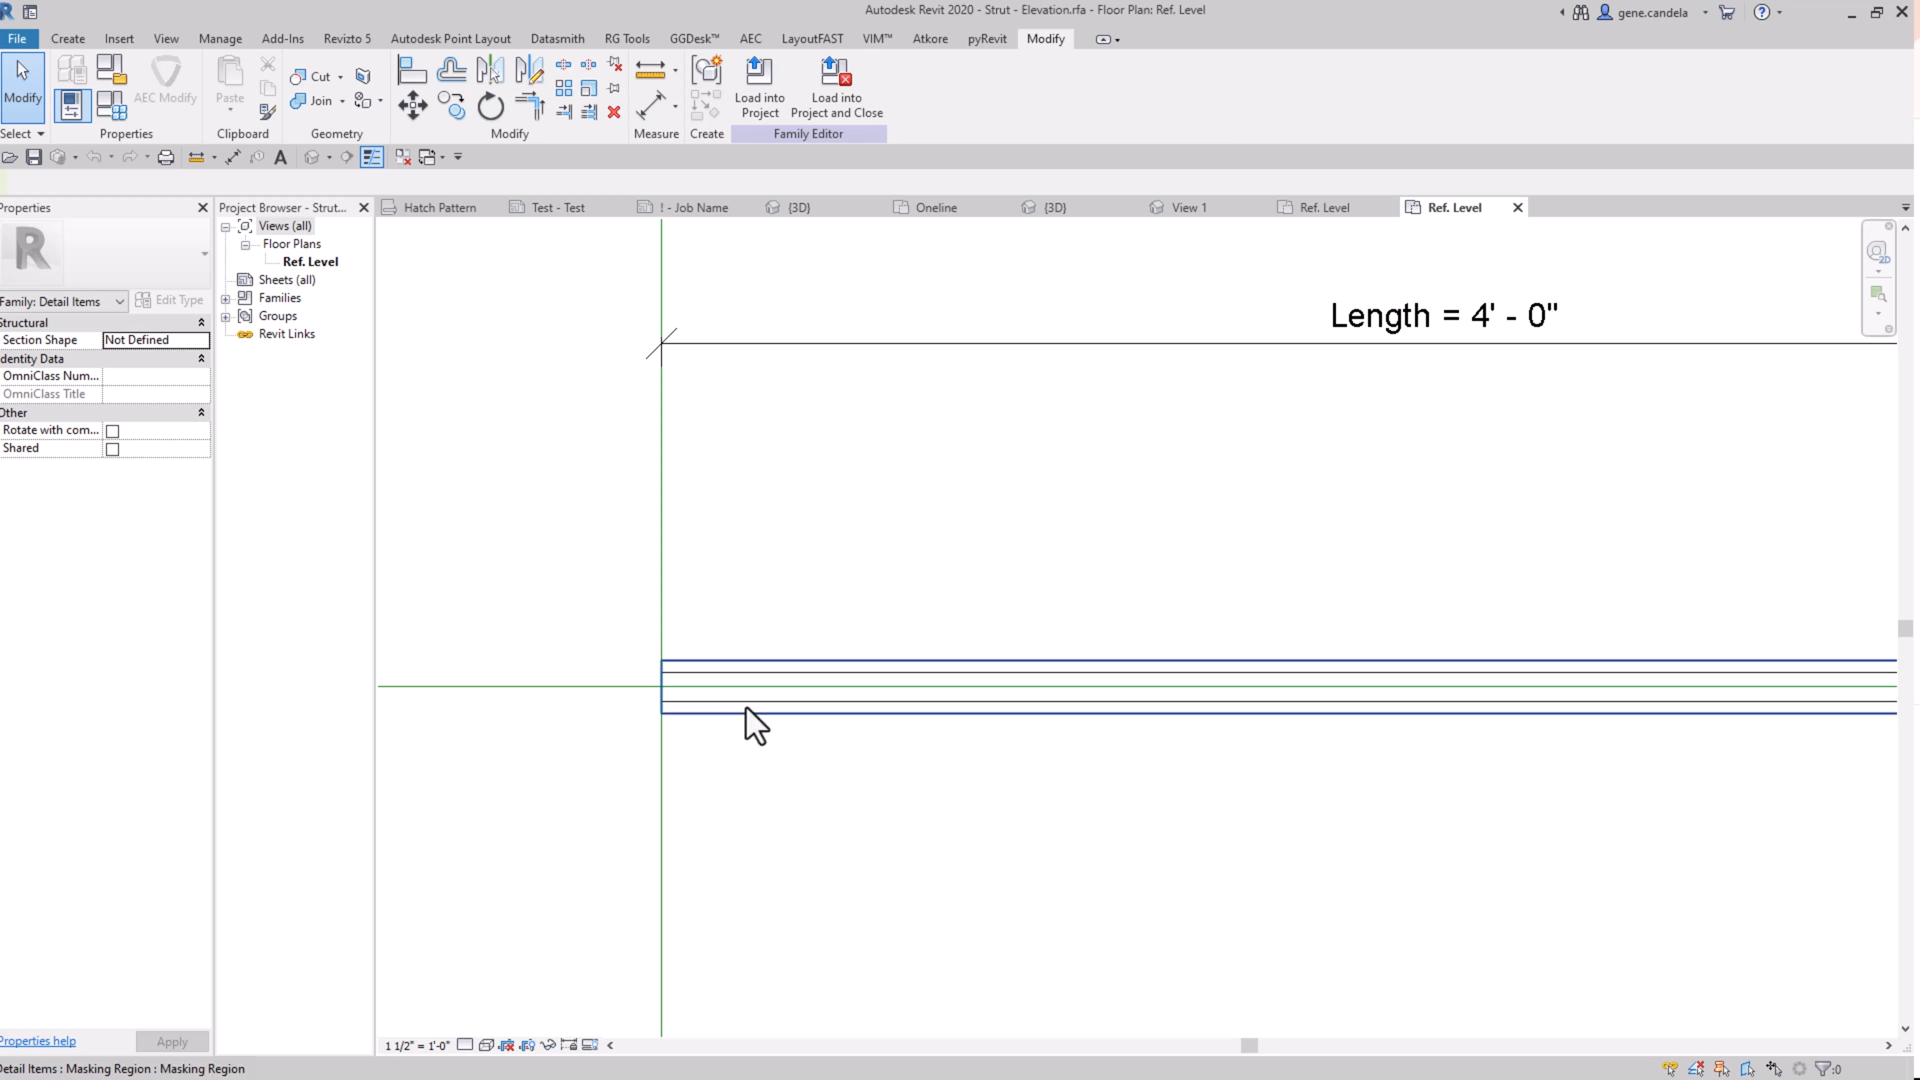 Autodesk Revit 2020 - Strut - Elevation.rfa - Floor Plan: Ref. Level
gene.candela
File Create Insert View Manage Add-Ins Revizto 5 Autodesk Point Layout Datasmith RG Tools GGDesk™ AEC LayoutFAST VIM™ Atkore pyRevit Modify
Modify
AEC Modify
Paste
Cut
Join
Load into Project
Load into Project and Close
Select Properties Clipboard Geometry Modify Measure Create Family Editor
Properties
Project Browser - Strut...
Hatch Pattern
Test - Test
! - Job Name
{3D}
Oneline
{3D}
View 1
Ref. Level
Ref. Level
R
Family: Detail Items
Edit Type
Structural
Section Shape Not Defined
Identity Data
OmniClass Num...
OmniClass Title
Other
Rotate with com...
Shared
Views (all)
Floor Plans
Ref. Level
Sheets (all)
Families
Groups
Revit Links
2D
Length = 4' - 0"
Properties help
Apply
1 1/2" = 1'-0"
Detail Items : Masking Region : Masking Region
:0